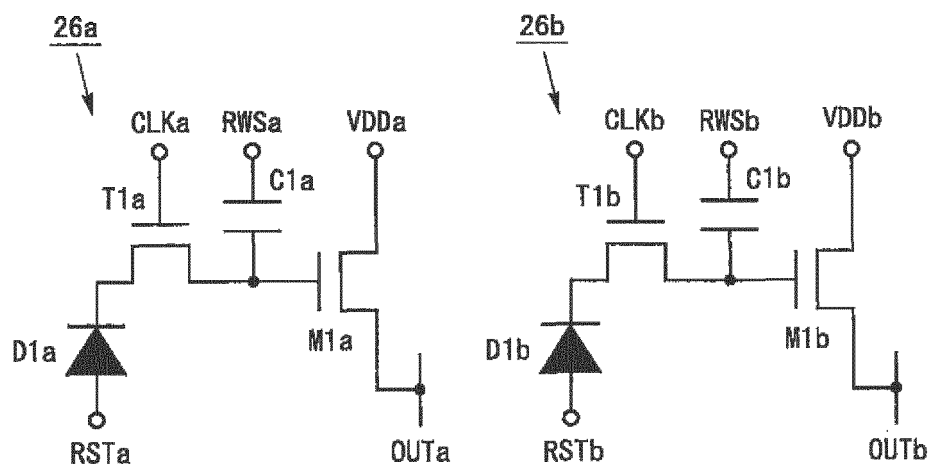 26a
26b
CLKa RWSa VDDa
CLKb RWSb VDDb
T1a C1a
T1b C1b
D1a M1a
D1b M1b
RSTa OUTa
RSTb OUTb